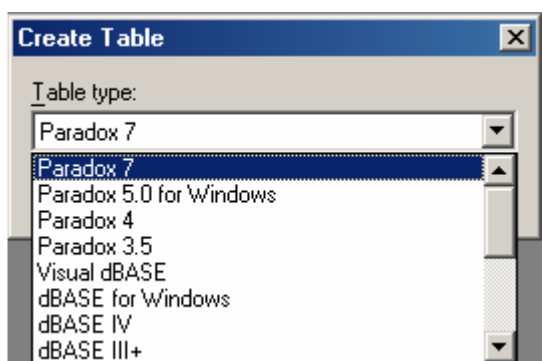 Create Table
Table type:
Paradox 7
Paradox 7
Paradox 5.0 for Windows
Paradox 4
Paradox 3.5
Visual dBASE
dBASE for Windows
dBASE IV
dBASE III+